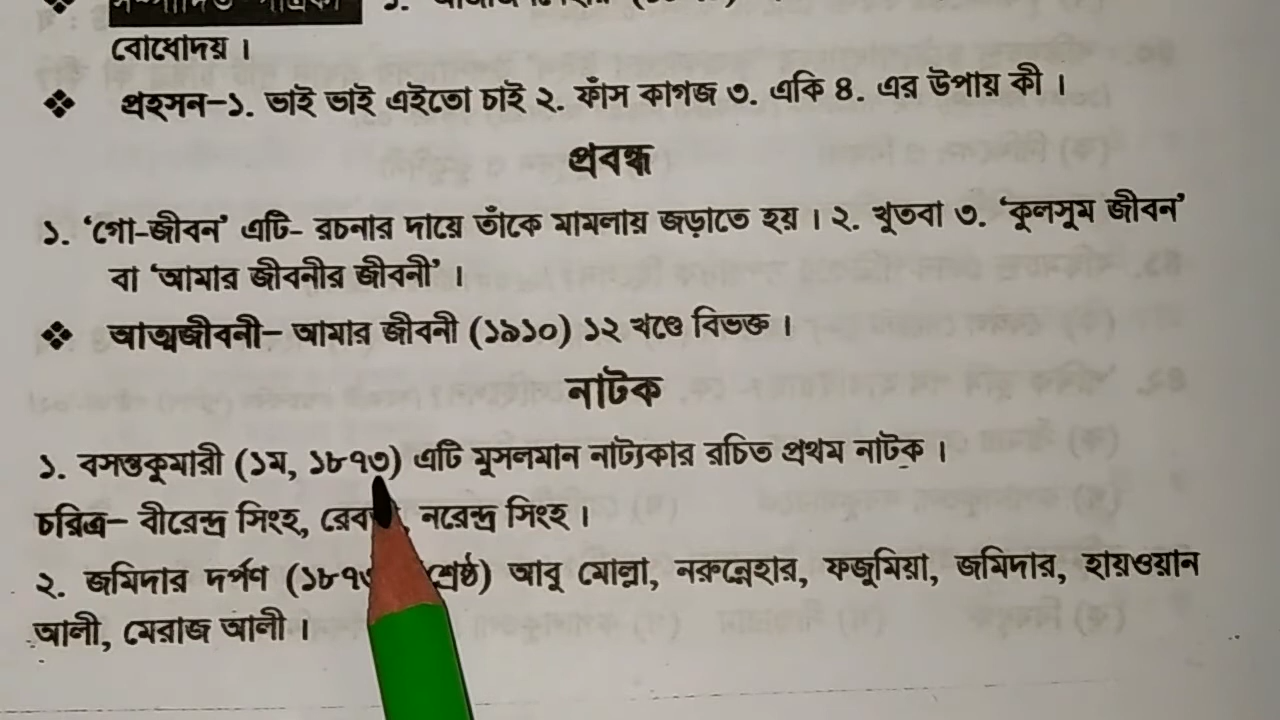 বোধোদয় ।
❖ প্রহসন–১. ভাই ভাই এইতো চাই ২. ফাঁস কাগজ ৩. একি ৪. এর উপায় কী ।
প্রবন্ধ
১. ‘গো-জীবন’ এটি– রচনার দায়ে তাঁকে মামলায় জড়াতে হয় । ২. খুতবা ৩. ‘কুলসুম জীবন’
বা ‘আমার জীবনীর জীবনী’ ।
❖ আত্মজীবনী– আমার জীবনী (১৯১০) ১২ খণ্ডে বিভক্ত ।
নাটক
১. বসন্তকুমারী (১ম, ১৮৭৩) এটি মুসলমান নাট্যকার রচিত প্রথম নাটক ।
চরিত্র– বীরেন্দ্র সিংহ, নরেন্দ্র সিংহ ।
২. জমিদার দর্পণ (শ্রেষ্ঠ) আবু মোল্লা, নরুন্নেহার, ফজুমিয়া, জমিদার, হায়ওয়ান
আলী, মেরাজ আলী ।